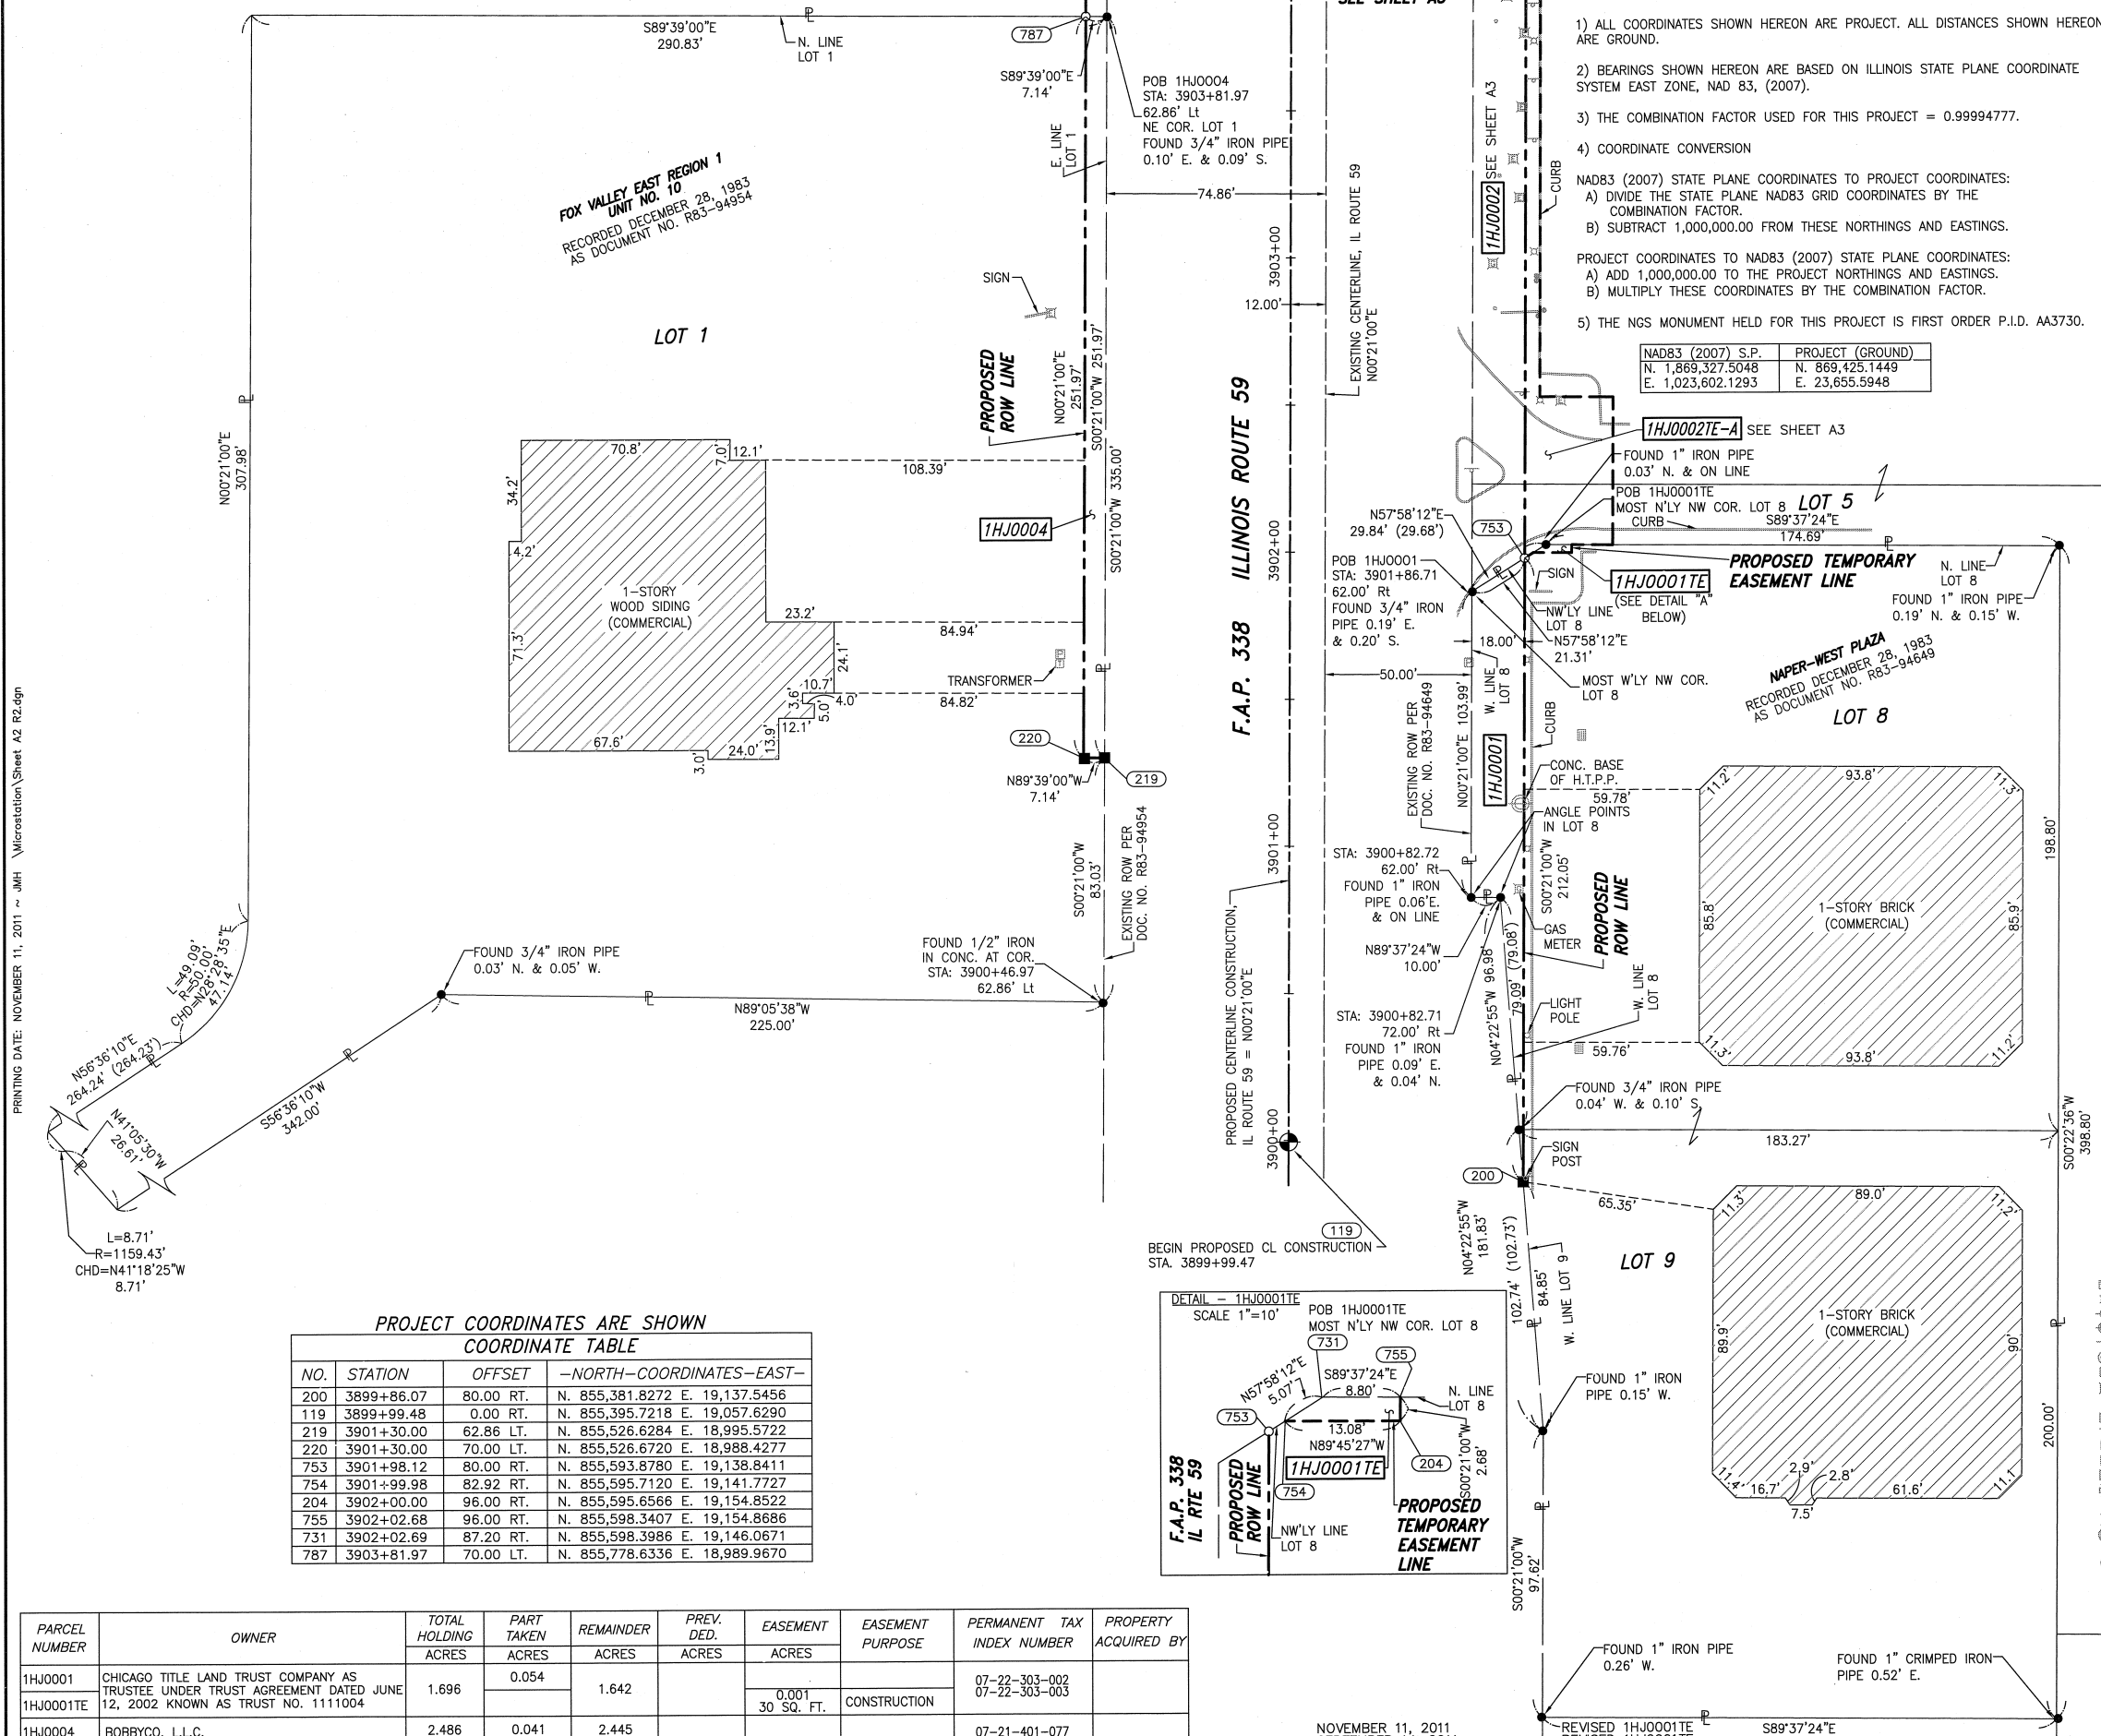 SEE SHEET A3
1) ALL COORDINATES SHOWN HEREON ARE PROJECT. ALL DISTANCES SHOWN HEREON
ARE GROUND.
2) BEARINGS SHOWN HEREON ARE BASED ON ILLINOIS STATE PLANE COORDINATE
SYSTEM EAST ZONE, NAD 83, (2007).
3) THE COMBINATION FACTOR USED FOR THIS PROJECT = 0.99994777.
4) COORDINATE CONVERSION
NAD83 (2007) STATE PLANE COORDINATES TO PROJECT COORDINATES:
A) DIVIDE THE STATE PLANE NAD83 GRID COORDINATES BY THE
COMBINATION FACTOR.
B) SUBTRACT 1,000,000.00 FROM THESE NORTHINGS AND EASTINGS.
PROJECT COORDINATES TO NAD83 (2007) STATE PLANE COORDINATES:
A) ADD 1,000,000.00 TO THE PROJECT NORTHINGS AND EASTINGS.
B) MULTIPLY THESE COORDINATES BY THE COMBINATION FACTOR.
5) THE NGS MONUMENT HELD FOR THIS PROJECT IS FIRST ORDER P.I.D. AA3730.
NAD83 (2007) S.P. PROJECT (GROUND)
N. 1,869,327.5048 N. 869,425.1449
E. 1,023,602.1293 E. 23,655.5948
S89°39'00"E
290.83'
N. LINE
LOT 1
787
S89°39'00"E
7.14'
POB 1HJ0004
STA: 3903+81.97
62.86' Lt
NE COR. LOT 1
FOUND 3/4" IRON PIPE
0.10' E. & 0.09' S.
E. LINE
LOT 1
74.86'
FOX VALLEY EAST REGION 1
UNIT NO. 10
RECORDED DECEMBER 28, 1983
AS DOCUMENT NO. R83-94954
SIGN
LOT 1
PROPOSED
ROW LINE
N00°21'00"E
251.97'
S00°21'00"W 251.97'
S00°21'00"W 335.00'
N00°21'00"E
307.98'
70.8'
7.0'
12.1'
108.39'
34.2'
4.2'
1HJ0004
1-STORY
WOOD SIDING
(COMMERCIAL)
23.2'
84.94'
71.3'
24.1'
TRANSFORMER
10.7'
3.6'
4.0'
5.0'
84.82'
12.1'
13.9'
67.6'
24.0'
3.0'
220
219
N89°39'00"W
7.14'
S00°21'00"W
83.03'
EXISTING ROW PER
DOC. NO. R83-94954
L=49.09'
R=50.00'
CHD=N28°28'35"E
47.14'
FOUND 3/4" IRON PIPE
0.03' N. & 0.05' W.
FOUND 1/2" IRON
IN CONC. AT COR.
STA: 3900+46.97
62.86' Lt
N89°05'38"W
225.00'
N56°36'10"E
264.24' (264.23')
S56°36'10"W
342.00'
N41°05'30"W
26.61'
L=8.71'
R=1159.43'
CHD=N41°18'25"W
8.71'
PRINTING DATE: NOVEMBER 11, 2011 ~ JMH \Microstation\Sheet A2 R2.dgn
F.A.P. 338 ILLINOIS ROUTE 59
3903+00
12.00'
EXISTING CENTERLINE, IL ROUTE 59
N00°21'00"E
3902+00
3901+00
3900+00
PROPOSED CENTERLINE CONSTRUCTION,
IL ROUTE 59 = N00°21'00"E
119
BEGIN PROPOSED CL CONSTRUCTION
STA. 3899+99.47
1HJ0002
SEE SHEET A3
CURB
1HJ0002TE-A SEE SHEET A3
FOUND 1" IRON PIPE
0.03' N. & ON LINE
POB 1HJ0001TE
MOST N'LY NW COR. LOT 8
LOT 5
CURB
S89°37'24"E
174.69'
N57°58'12"E
29.84' (29.68')
753
POB 1HJ0001
STA: 3901+86.71
62.00' Rt
FOUND 3/4" IRON
PIPE 0.19' E.
& 0.20' S.
SIGN
1HJ0001TE
(SEE DETAIL "A"
BELOW)
PROPOSED TEMPORARY
EASEMENT LINE
N. LINE
LOT 8
FOUND 1" IRON PIPE
0.19' N. & 0.15' W.
NW'LY LINE
LOT 8
N57°58'12"E
21.31'
18.00'
50.00'
MOST W'LY NW COR.
LOT 8
NAPER-WEST PLAZA
RECORDED DECEMBER 28, 1983
AS DOCUMENT NO. R83-94649
LOT 8
W. LINE
LOT 8
EXISTING ROW PER
DOC. NO. R83-94649
N00°21'00"E 103.99'
1HJ0001
CURB
CONC. BASE
OF H.T.P.P.
59.78'
ANGLE POINTS
IN LOT 8
STA: 3900+82.72
62.00' Rt
FOUND 1" IRON
PIPE 0.06'E.
& ON LINE
S00°21'00"W
212.05'
PROPOSED
ROW LINE
GAS
METER
N89°37'24"W
10.00'
STA: 3900+82.71
72.00' Rt
FOUND 1" IRON
PIPE 0.09' E.
& 0.04' N.
N04°22'55"W 96.98'
79.09' (79.08')
W. LINE
LOT 8
LIGHT
POLE
59.76'
11.2'
93.8'
11.3'
85.8'
1-STORY BRICK
(COMMERCIAL)
85.9'
11.3'
93.8'
11.2'
198.80'
FOUND 3/4" IRON PIPE
0.04' W. & 0.10' S.
183.27'
S00°22'36"W
398.80'
SIGN
POST
200
65.35'
N04°22'55"W
181.83'
102.74' (102.73')
84.85'
W. LINE LOT 9
LOT 9
11.3'
89.0'
11.2'
89.9'
1-STORY BRICK
(COMMERCIAL)
90'
11.4'
16.7'
2.9'
2.8'
7.5'
61.6'
11.1
200.00'
FOUND 1" IRON
PIPE 0.15' W.
S00°21'00"W
97.62'
FOUND 1" IRON PIPE
0.26' W.
FOUND 1" CRIMPED IRON
PIPE 0.52' E.
S89°37'24"E
DETAIL - 1HJ0001TE
SCALE 1"=10'
POB 1HJ0001TE
MOST N'LY NW COR. LOT 8
731
755
N57°58'12"E
5.07'
S89°37'24"E
8.80'
N. LINE
LOT 8
753
13.08'
N89°45'27"W
1HJ0001TE
204
S00°21'00"W
2.68'
754
F.A.P. 338
IL RTE 59
PROPOSED
ROW LINE
NW'LY LINE
LOT 8
PROPOSED
TEMPORARY
EASEMENT
LINE
PROJECT COORDINATES ARE SHOWN
COORDINATE TABLE
NO. STATION OFFSET -NORTH-COORDINATES-EAST-
200 3899+86.07 80.00 RT. N. 855,381.8272 E. 19,137.5456
119 3899+99.48 0.00 RT. N. 855,395.7218 E. 19,057.6290
219 3901+30.00 62.86 LT. N. 855,526.6284 E. 18,995.5722
220 3901+30.00 70.00 LT. N. 855,526.6720 E. 18,988.4277
753 3901+98.12 80.00 RT. N. 855,593.8780 E. 19,138.8411
754 3901+99.98 82.92 RT. N. 855,595.7120 E. 19,141.7727
204 3902+00.00 96.00 RT. N. 855,595.6566 E. 19,154.8522
755 3902+02.68 96.00 RT. N. 855,598.3407 E. 19,154.8686
731 3902+02.69 87.20 RT. N. 855,598.3986 E. 19,146.0671
787 3903+81.97 70.00 LT. N. 855,778.6336 E. 18,989.9670
PARCEL NUMBER OWNER TOTAL HOLDING PART TAKEN REMAINDER PREV. DED. EASEMENT EASEMENT PURPOSE PERMANENT TAX INDEX NUMBER PROPERTY ACQUIRED BY
ACRES ACRES ACRES ACRES ACRES
1HJ0001 CHICAGO TITLE LAND TRUST COMPANY AS 1.696 0.054 1.642 07-22-303-002
TRUSTEE UNDER TRUST AGREEMENT DATED JUNE 07-22-303-003
1HJ0001TE 12, 2002 KNOWN AS TRUST NO. 1111004 0.001 CONSTRUCTION
30 SQ. FT.
1HJ0004 BOBBYCO, L.L.C. 2.486 0.041 2.445 07-21-401-077
NOVEMBER 11, 2011 REVISED 1HJ0001TE